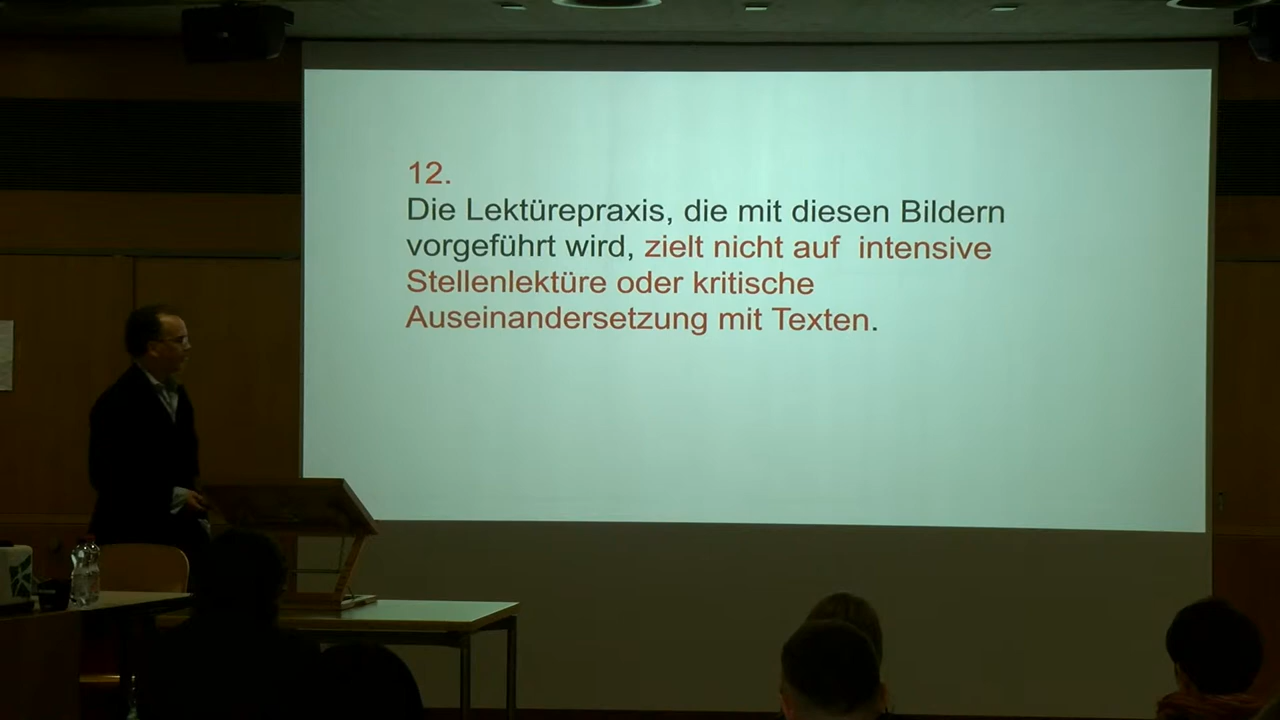 12.
Die Lektürepraxis, die mit diesen Bildern
vorgeführt wird, zielt nicht auf  intensive
Stellenlektüre oder kritische
Auseinandersetzung mit Texten.